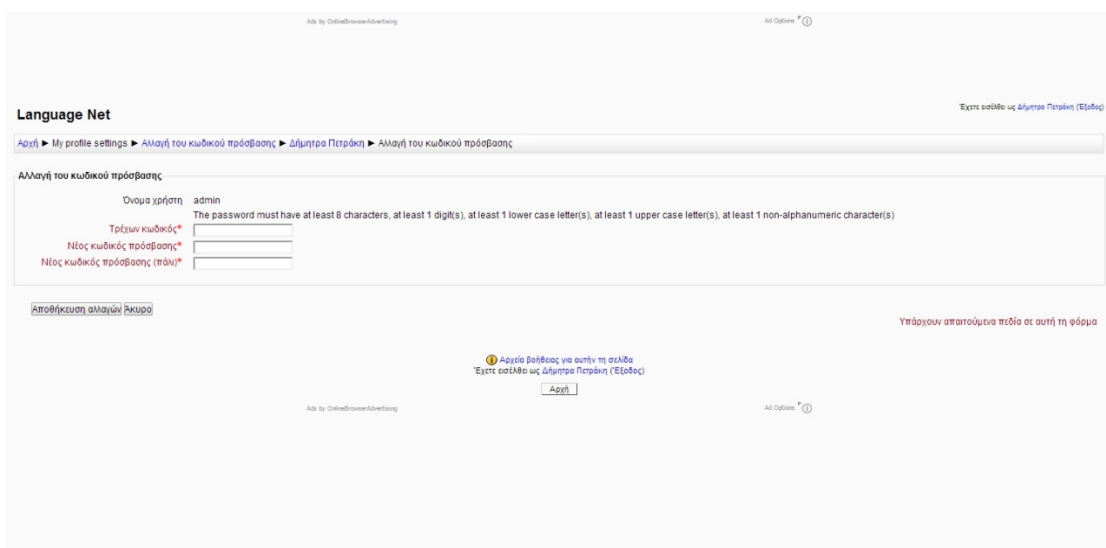 Ads by OnlineBrowserAdvertising
Ad Options
Έχετε εισέλθει ως Δήμητρα Πετράκη (Έξοδος)
Language Net
Αρχή ► My profile settings ► Αλλαγή του κωδικού πρόσβασης ► Δήμητρα Πετράκη ► Αλλαγή του κωδικού πρόσβασης
Αλλαγή του κωδικού πρόσβασης
Όνομα χρήστη admin
The password must have at least 8 characters, at least 1 digit(s), at least 1 lower case letter(s), at least 1 upper case letter(s), at least 1 non-alphanumeric character(s)
Τρέχων κωδικός*
Νέος κωδικός πρόσβασης*
Νέος κωδικός πρόσβασης (πάλι)*
Αποθήκευση αλλαγών Άκυρο
Υπάρχουν απαιτούμενα πεδία σε αυτή τη φόρμα
Αρχεία βοήθειας για αυτήν τη σελίδα
Έχετε εισέλθει ως Δήμητρα Πετράκη (Έξοδος)
Αρχή
Ads by OnlineBrowserAdvertising
Ad Options